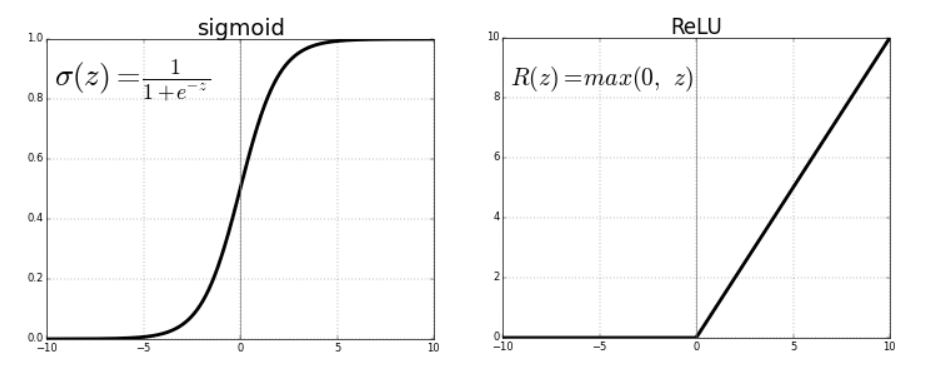 sigmoid
σ(z) = 1/(1+e^{-z})
1.0
0.8
0.6
0.4
0.2
0.0
−10 −5 0 5 10
ReLU
R(z) = max(0, z)
10
8
6
4
2
0
−10 −5 0 5 10